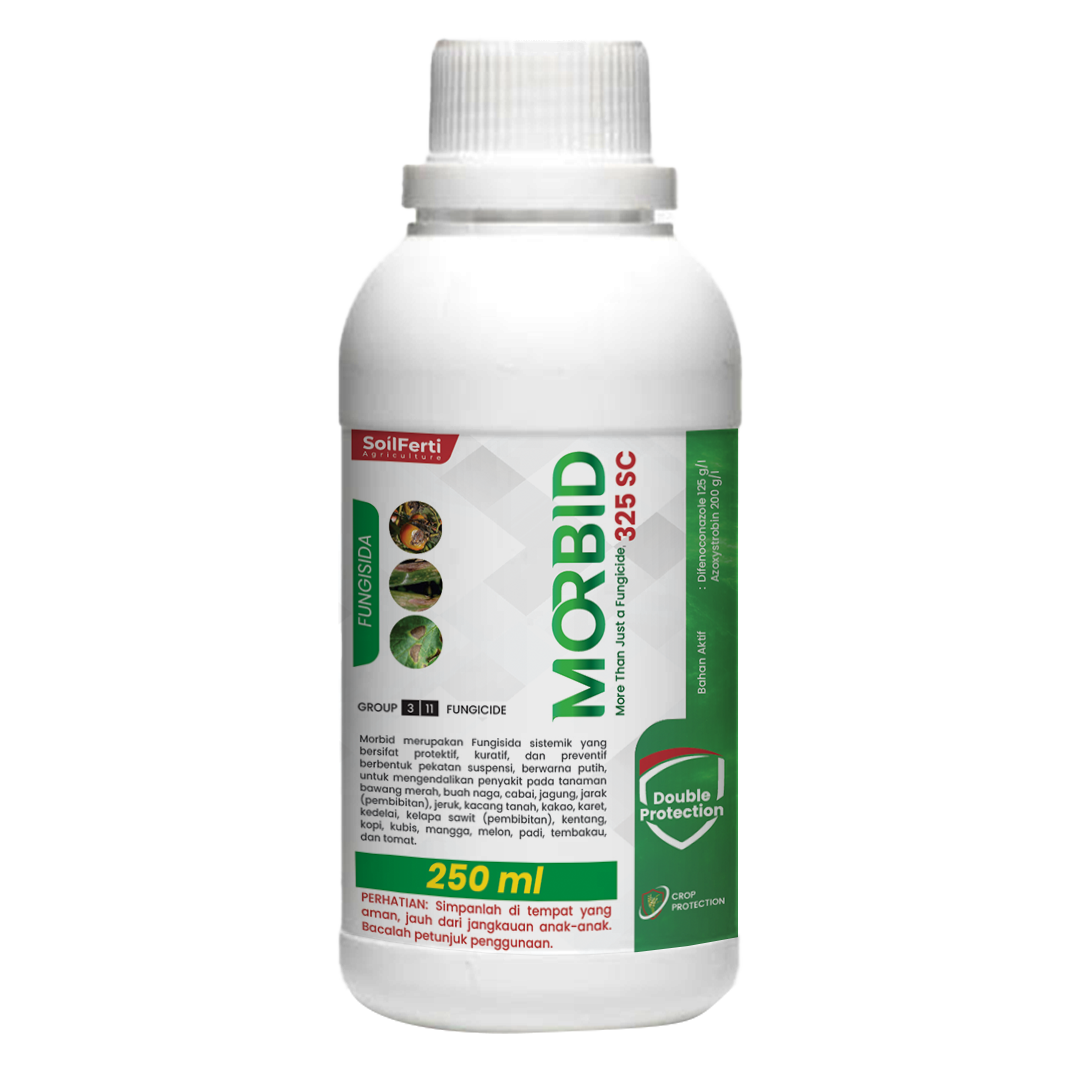 SoilFerti
Agriculture
FUNGISIDA
MORBID
325 SC
More Than Just a Fungicide.
Bahan Aktif : Difenoconazole 125 g/l
Azoxystrobin 200 g/l
GROUP 3 11 FUNGICIDE
Morbid merupakan Fungisida sistemik yang
bersifat protektif, kuratif, dan preventif
berbentuk pekatan suspensi, berwarna putih,
untuk mengendalikan penyakit pada tanaman
bawang merah, buah naga, cabai, jagung, jarak
(pembibitan), jeruk, kacang tanah, kakao, karet,
kedelai, kelapa sawit (pembibitan), kentang,
kopi, kubis, mangga, melon, padi, tembakau,
dan tomat.
Double
Protection
250 ml
CROP
PROTECTION
PERHATIAN: Simpanlah di tempat yang
aman, jauh dari jangkauan anak-anak.
Bacalah petunjuk penggunaan.